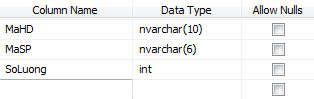 Column Name Data Type Allow Nulls
MaHD nvarchar(10)
MaSP nvarchar(6)
SoLuong int